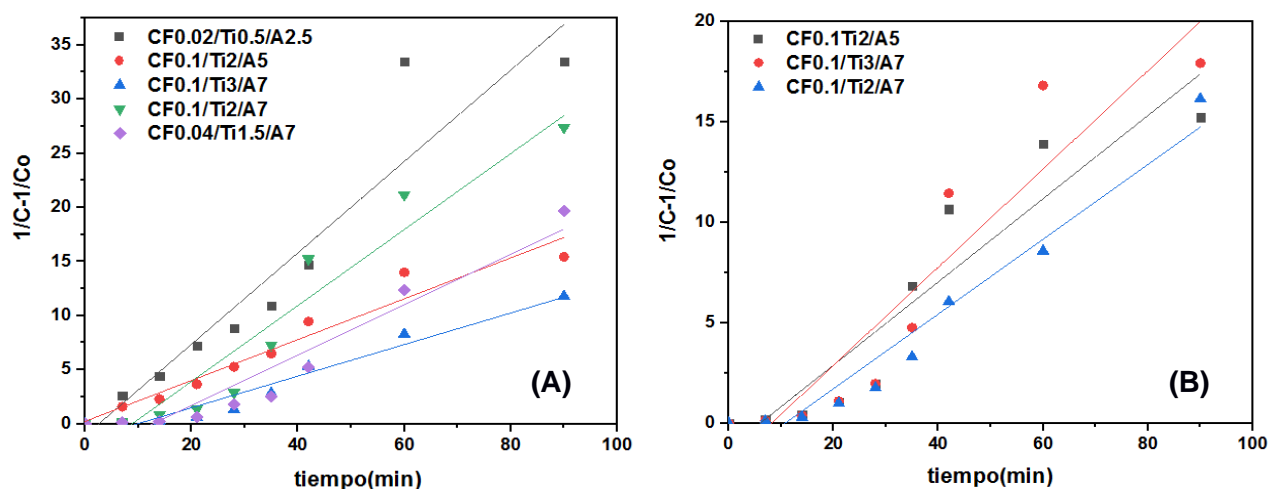 1/C-1/Co
35
30
25
20
15
10
5
0
CF0.02/Ti0.5/A2.5
CF0.1/Ti2/A5
CF0.1/Ti3/A7
CF0.1/Ti2/A7
CF0.04/Ti1.5/A7
(A)
0 20 40 60 80 100
tiempo(min)
1/C-1/Co
20
15
10
5
0
CF0.1Ti2/A5
CF0.1/Ti3/A7
CF0.1/Ti2/A7
(B)
0 20 40 60 80 100
tiempo(min)